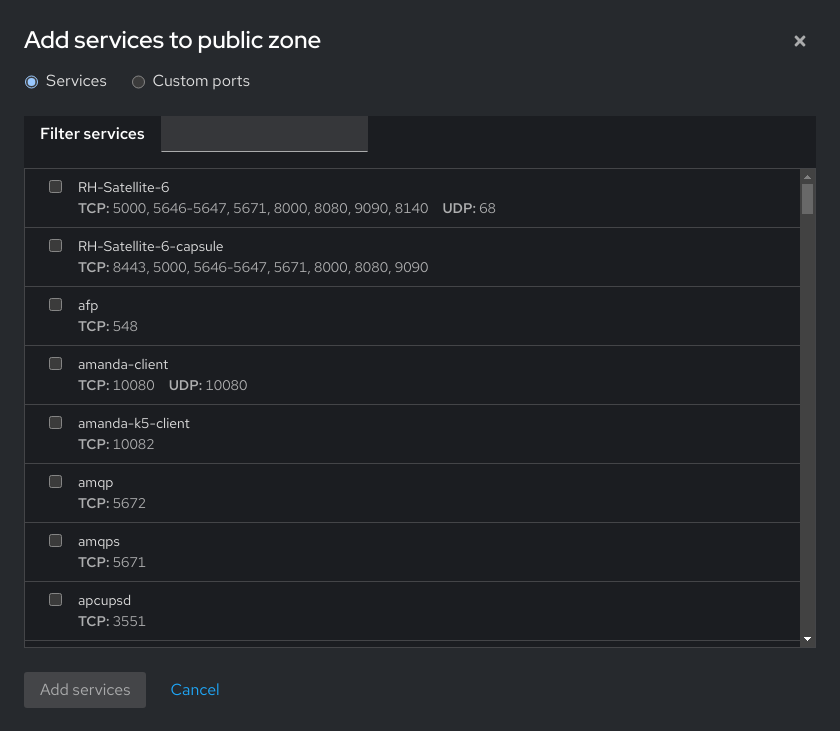 Add services to public zone
Services Custom ports
Filter services
RH-Satellite-6
TCP: 5000, 5646-5647, 5671, 8000, 8080, 9090, 8140 UDP: 68
RH-Satellite-6-capsule
TCP: 8443, 5000, 5646-5647, 5671, 8000, 8080, 9090
afp
TCP: 548
amanda-client
TCP: 10080 UDP: 10080
amanda-k5-client
TCP: 10082
amqp
TCP: 5672
amqps
TCP: 5671
apcupsd
TCP: 3551
Add services Cancel